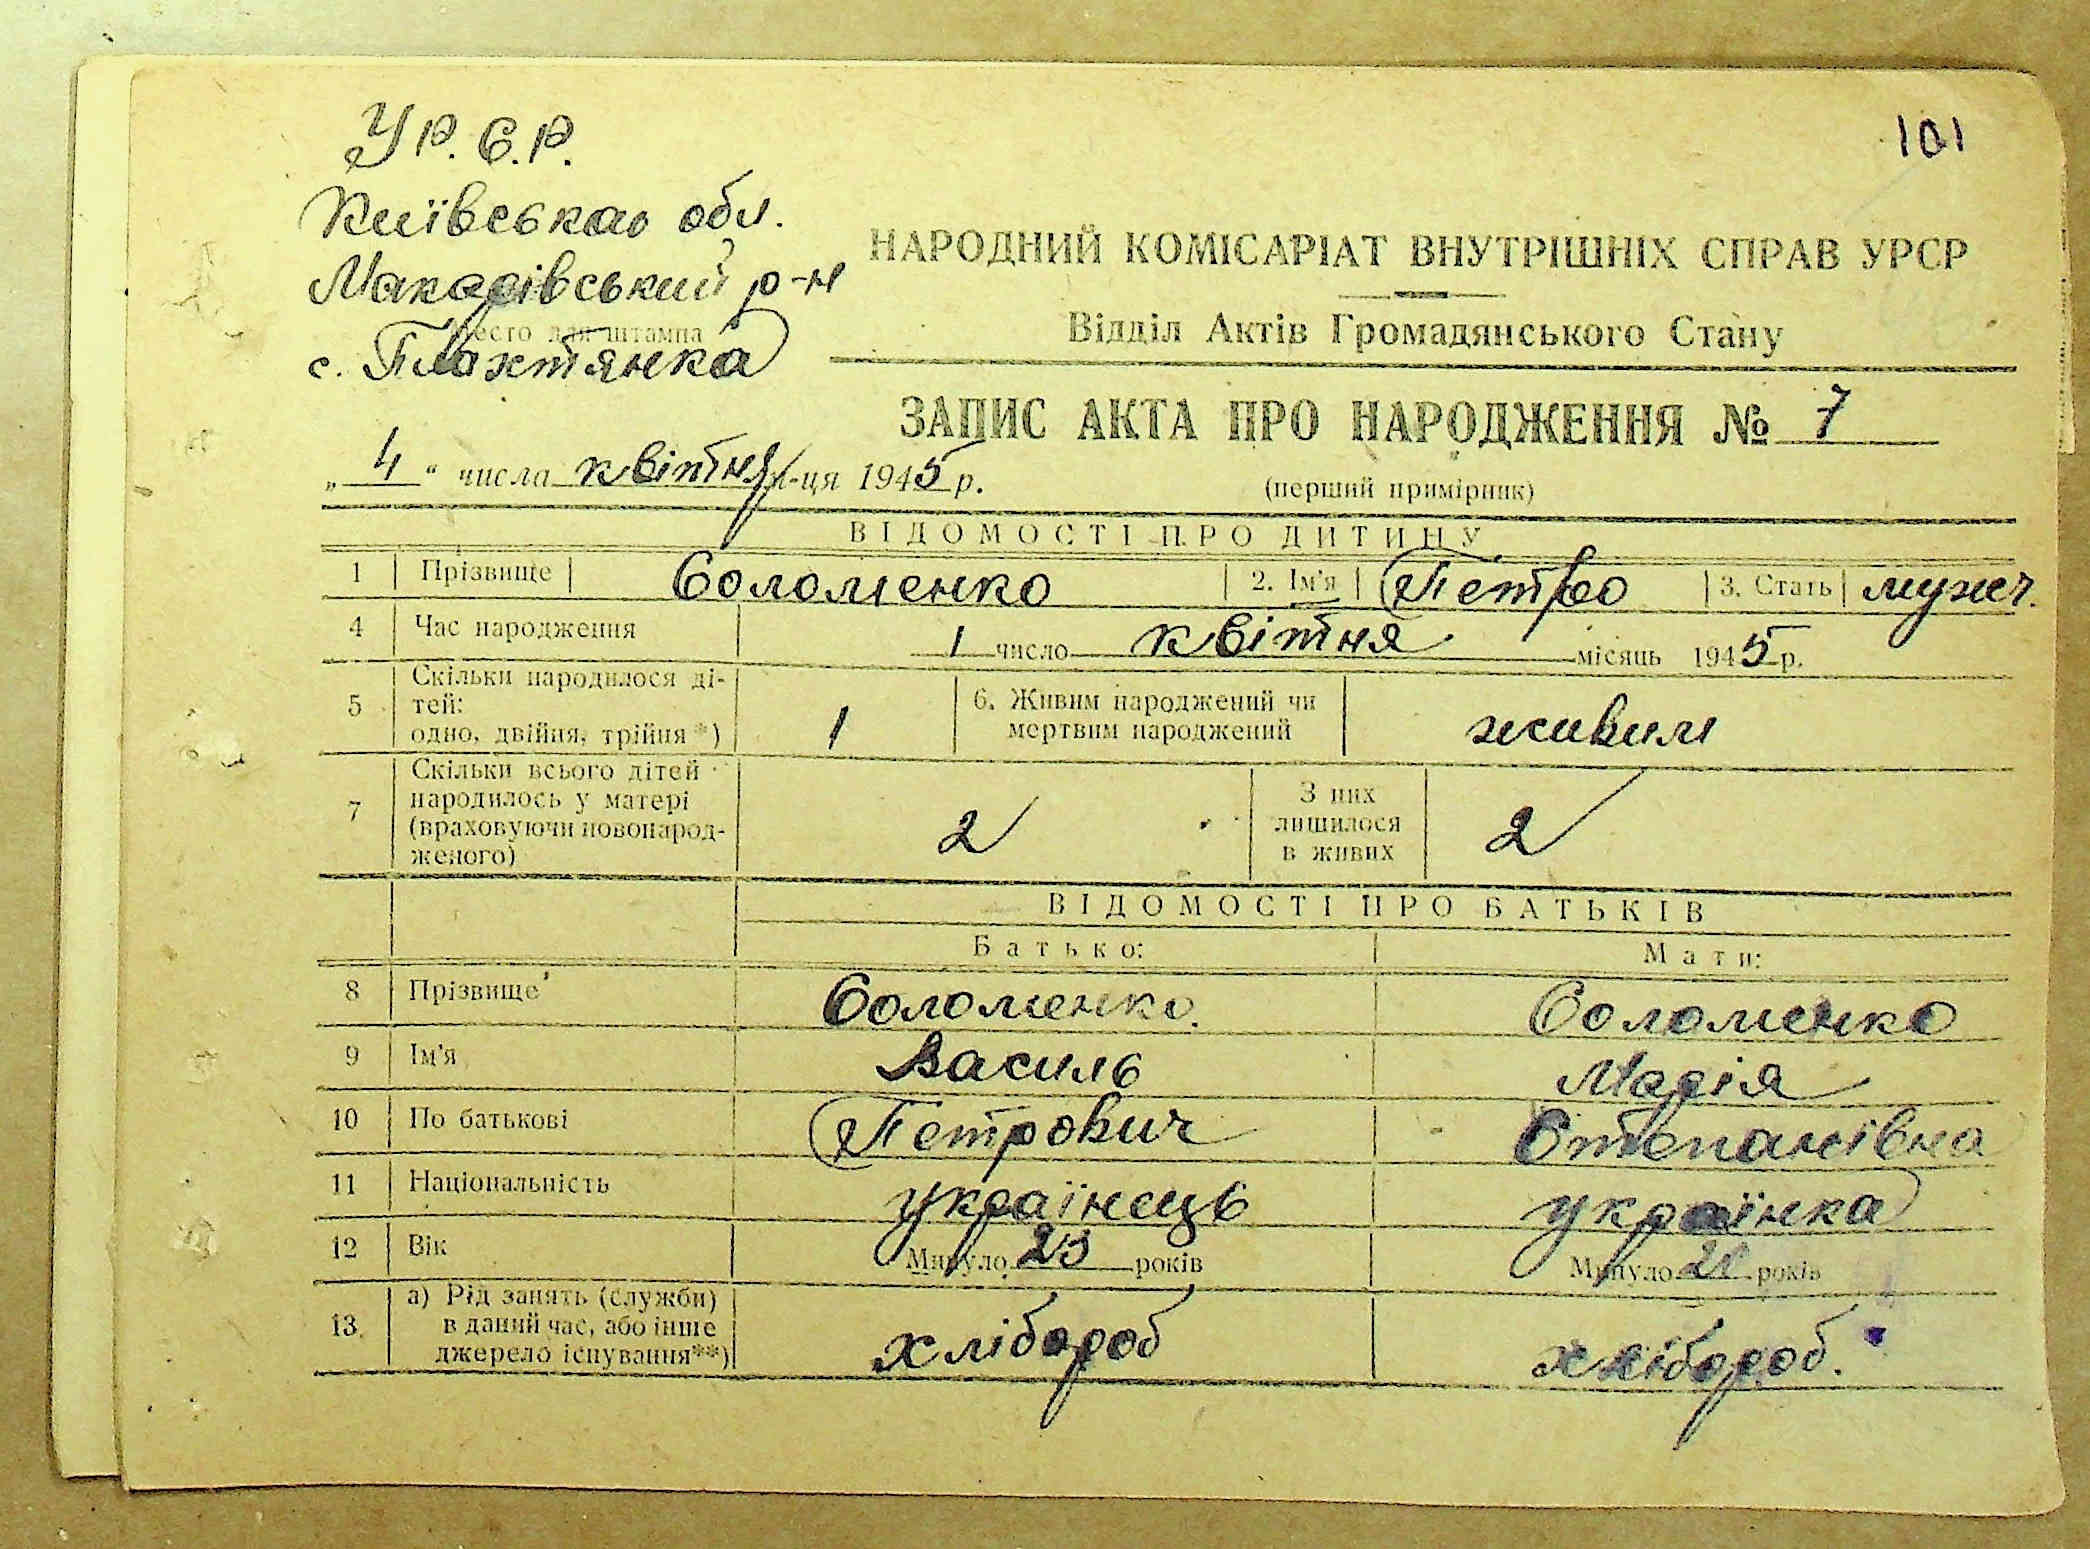 УР.С.Р.
101
Київська обл.
Макарівський р-н
Место для штампа
с. Плахтянка
НАРОДНИЙ КОМІСАРІАТ ВНУТРІШНІХ СПРАВ УРСР
Відділ Актів Громадянського Стану
ЗАПИС АКТА ПРО НАРОДЖЕННЯ № 7
„ 4 " числа квітня м-ця 1945 р.
(перший примірник)
ВІДОМОСТІ ПРО ДИТИНУ
1 Прізвище Соломенко 2. Ім'я Петро 3. Стать мужч.
4 Час народження 1 число квітня місяць 1945 р.
5 Скільки народилося ді-
тей:
одно, двійня, трійня*) 1
6. Живим народжений чи
мертвим народжений живим
7 Скільки всього дітей
народилось у матері
(враховуючи новонарод-
женого) 2
З них
лишилося
в живих 2
ВІДОМОСТІ ПРО БАТЬКІВ
Батько: Мати:
8 Прізвище Соломенко Соломенко
9 Ім'я Василь Марія
10 По батькові Петрович Степанівна
11 Національність українець українка
12 Вік Минуло 23 років Минуло років
13. а) Рід занять (служби)
в даний час, або інше
джерело існування**) хлібороб хлібороб.